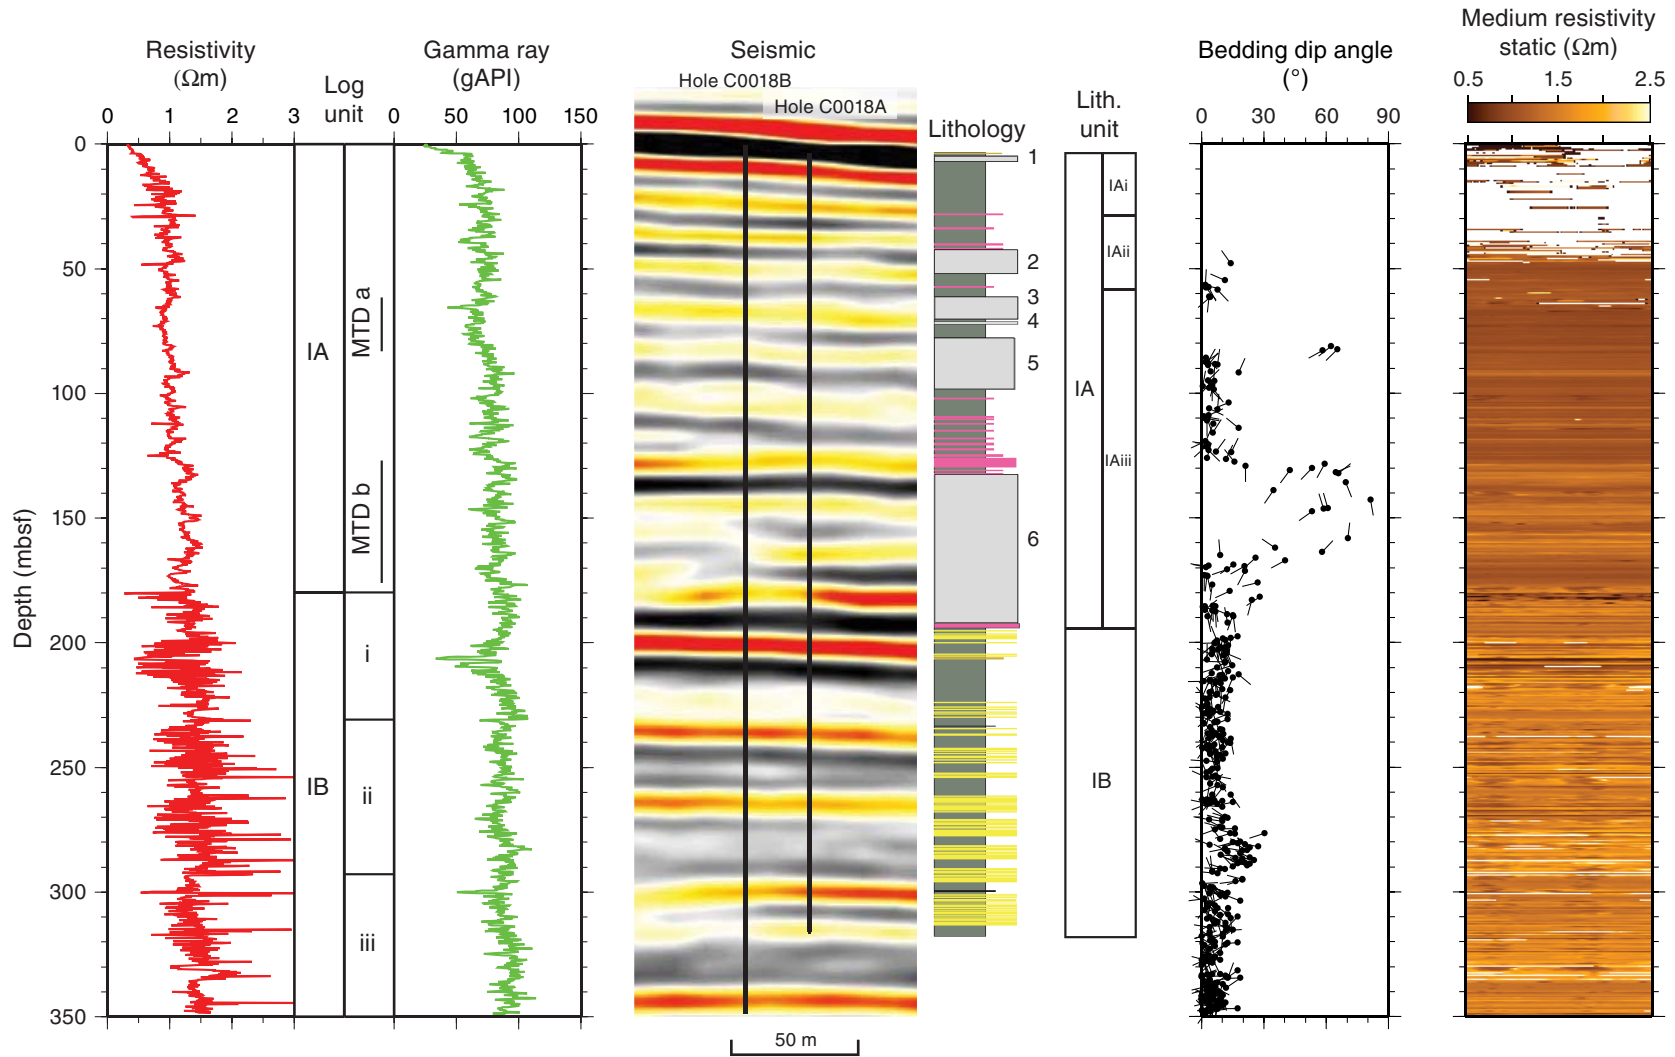 Resistivity
(Ωm)
Log
unit
Gamma ray
(gAPI)
Seismic
Hole C0018B
Hole C0018A
Lithology
Lith.
unit
Bedding dip angle
(°)
Medium resistivity
static (Ωm)
0.5 1.5 2.5
0 1 2 3
0 50 100 150
0 30 60 90
Depth (mbsf)
0
50
100
150
200
250
300
350
IA
MTD a
MTD b
IB
i
ii
iii
1
2
3
4
5
6
IA
IAi
IAii
IAiii
IB
50 m